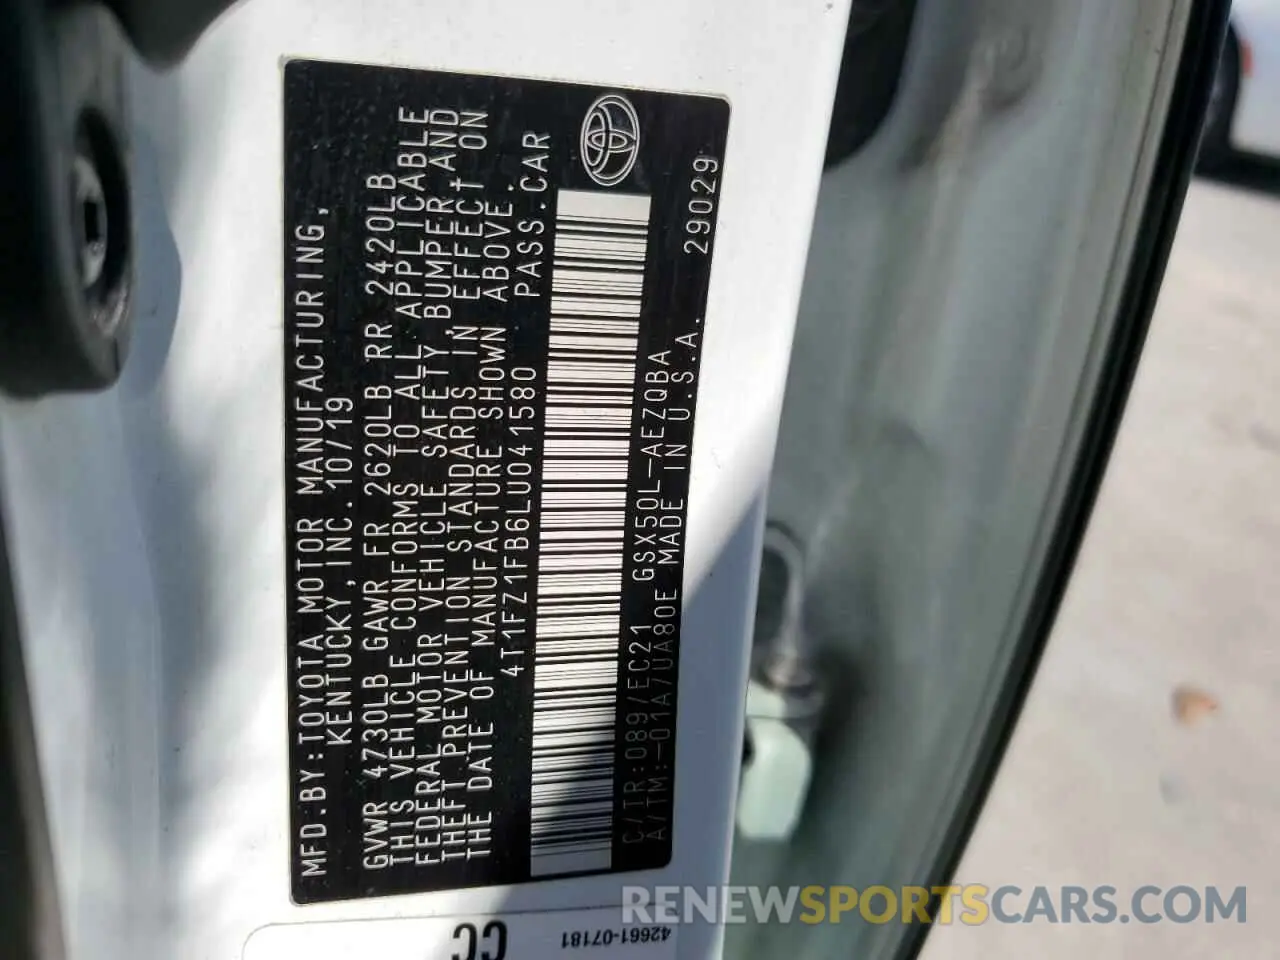 MFD.BY:TOYOTA MOTOR MANUFACTURING,
KENTUCKY,INC.10/19
GVWR 4730LB GAWR FR 2620LB RR 2420LB
THIS VEHICLE CONFORMS TO ALL APPLICABLE
FEDERAL MOTOR VEHICLE SAFETY,BUMPER,AND
THEFT PREVENTION STANDARDS IN EFFECT ON
THE DATE OF MANUFACTURE SHOWN ABOVE.
4T1FZ1FB6LU041580 PASS.CAR
C/TR:089/EC21 GSX50L-AEZQBA 29029
A/TM:-01A/UA80E MADE IN U.S.A.
CC
42661-07181
RENEWSPORTSCARS.COM